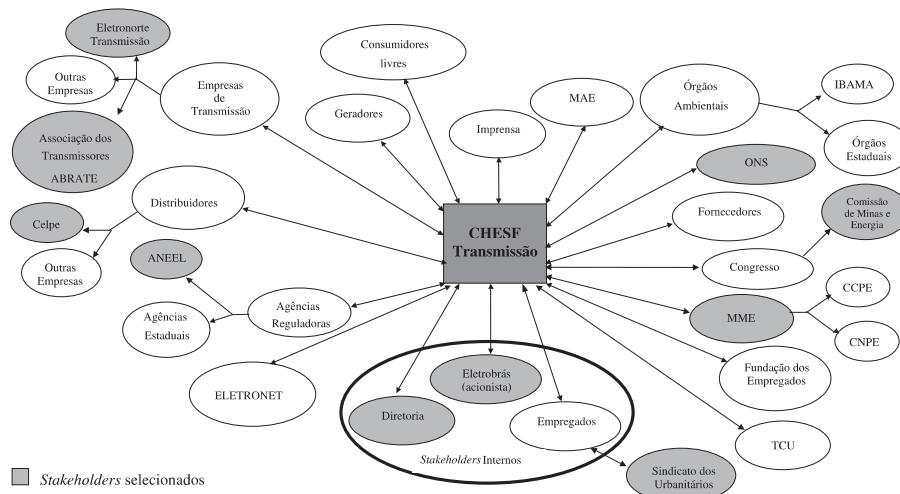 Eletronorte
Transmissão
Outras
Empresas
Associação dos
Transmissores
ABRATE
Empresas
de
Transmissão
Consumidores
livres
Geradores
Imprensa
MAE
Órgãos
Ambientais
IBAMA
Órgãos
Estaduais
ONS
Fornecedores
Comissão
de Minas e
Energia
Congresso
Distribuidores
Celpe
Outras
Empresas
CHESF
Transmissão
ANEEL
Agências
Estaduais
Agências
Reguladoras
ELETRONET
MME
CCPE
CNPE
Fundação dos
Empregados
TCU
Eletrobrás
(acionista)
Diretoria
Empregados
Stakeholders Internos
Sindicato dos
Urbanitários
Stakeholders selecionados